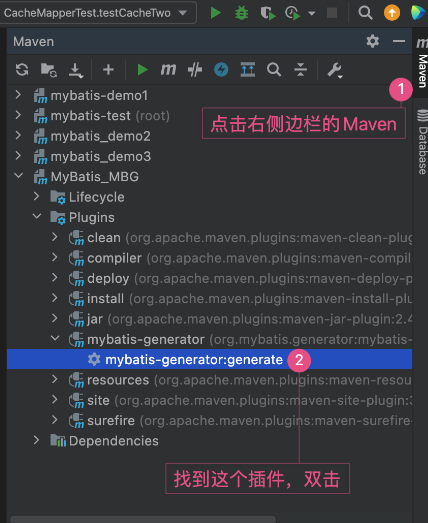 CacheMapperTest.testCacheTwo
Maven
mybatis-demo1
mybatis-test (root)
mybatis_demo2
mybatis_demo3
MyBatis_MBG
Lifecycle
Plugins
clean (org.apache.maven.plugins:maven-clean-plug
compiler (org.apache.maven.plugins:maven-compil
deploy (org.apache.maven.plugins:maven-deploy-p
install (org.apache.maven.plugins:maven-install-plu
jar (org.apache.maven.plugins:maven-jar-plugin:2.4
mybatis-generator (org.mybatis.generator:mybatis-
mybatis-generator:generate
resources (org.apache.maven.plugins:maven-resou
site (org.apache.maven.plugins:maven-site-plugin:3
surefire (org.apache.maven.plugins:maven-surefire-
Dependencies
1
点击右侧边栏的Maven
2
找到这个插件，双击
m
Maven
Database